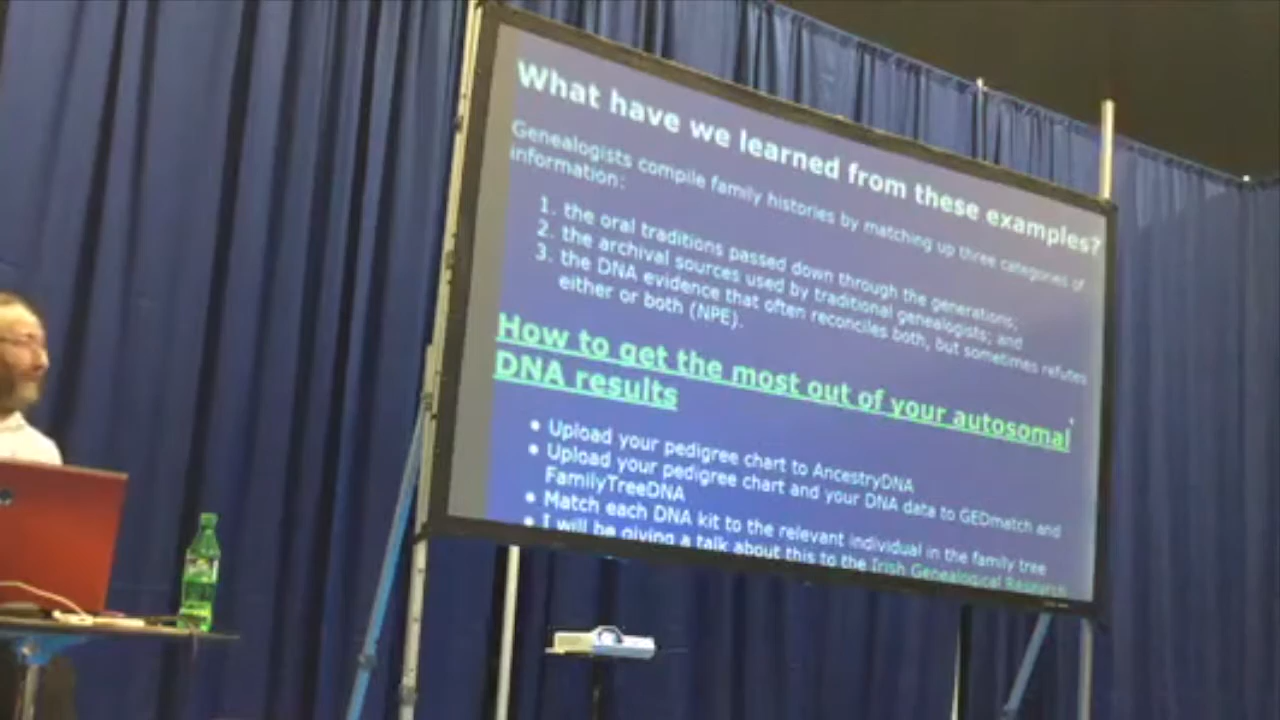 What have we learned from these examples?
Genealogists compile family histories by matching up three categories of
information:
1. the oral traditions passed down through the generations;
2. the archival sources used by traditional genealogists; and
3. the DNA evidence that often reconciles both, but sometimes refutes
either or both (NPE).
How to get the most out of your autosomal
DNA results
• Upload your pedigree chart to AncestryDNA
• Upload your pedigree chart and your DNA data to GEDmatch and
FamilyTreeDNA
• Match each DNA kit to the relevant individual in the family tree
• I will be giving a talk about this to the Irish Genealogical Research